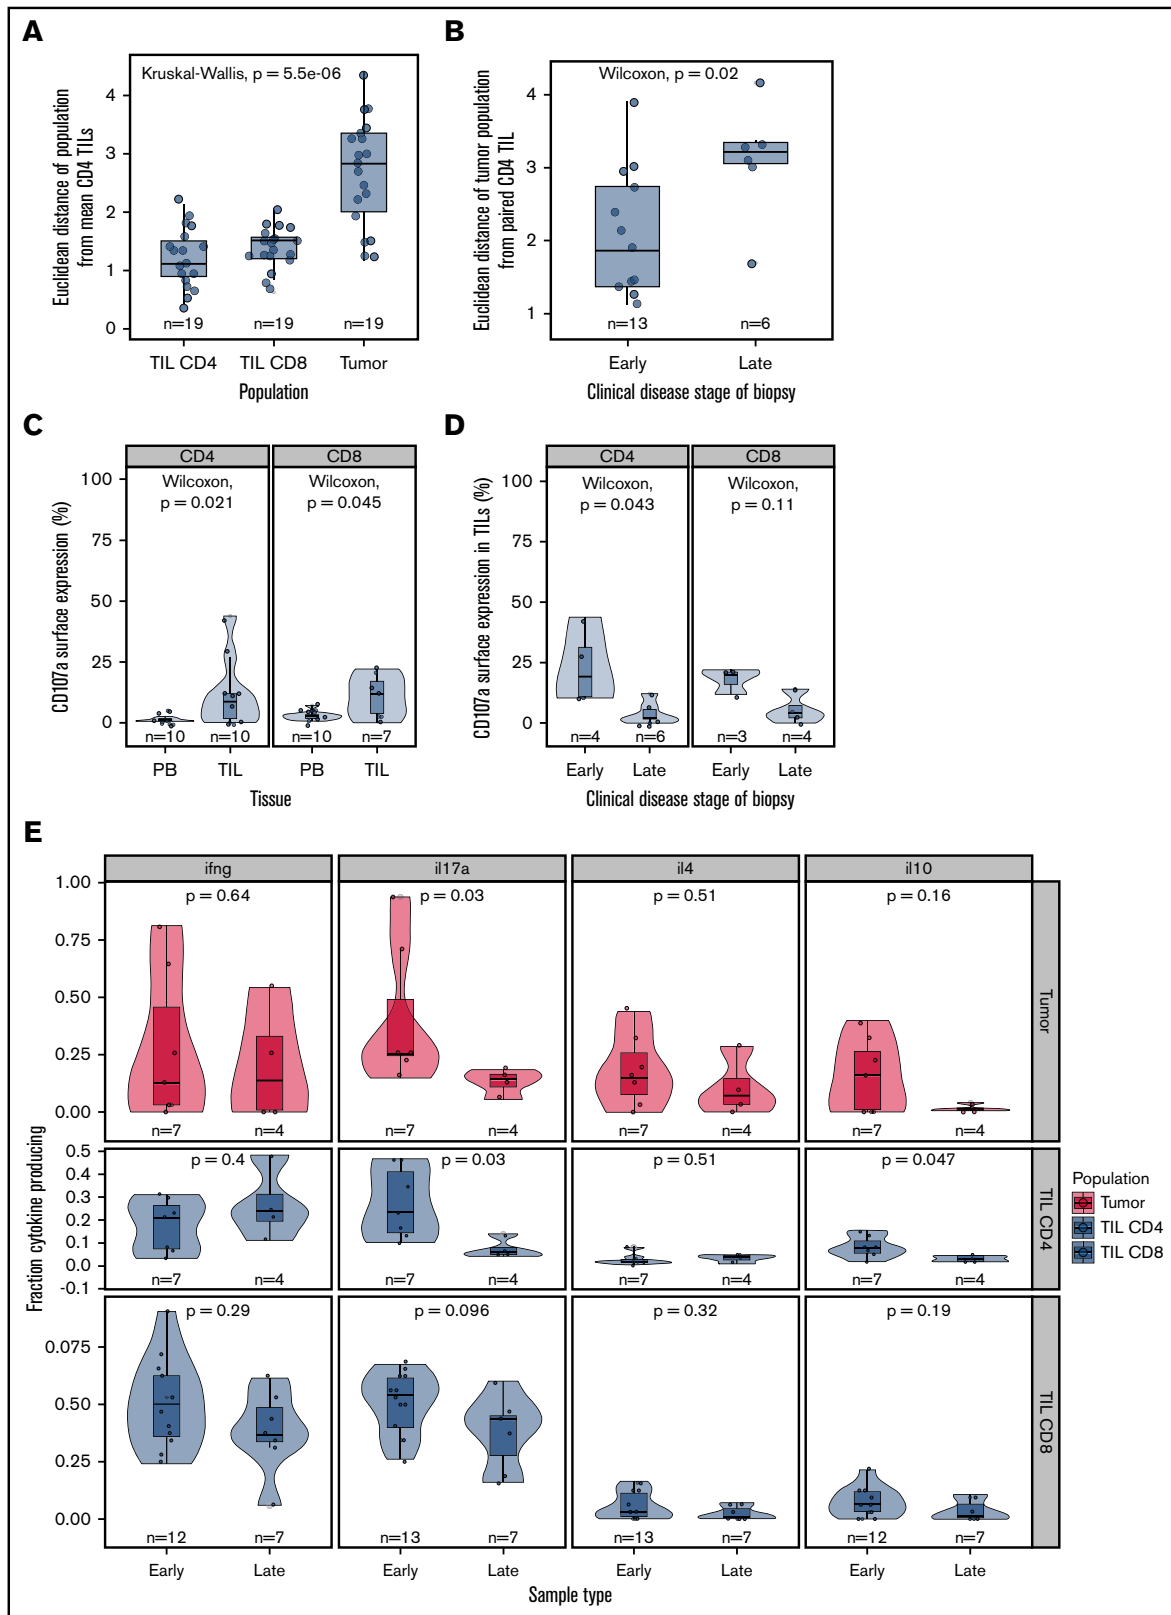 A
Euclidean distance of population
from mean CD4 TILs
Kruskal-Wallis, p = 5.5e-06
4
3
2
1
0
n=19
n=19
n=19
TIL CD4
TIL CD8
Tumor
Population
B
Euclidean distance of tumor population
from paired CD4 TIL
Wilcoxon, p = 0.02
4
3
2
1
n=13
n=6
Early
Late
Clinical disease stage of biopsy
C
CD107a surface expression (%)
CD4
CD8
Wilcoxon,
p = 0.021
Wilcoxon,
p = 0.045
100
75
50
25
0
n=10
n=10
n=10
n=7
PB
TIL
PB
TIL
Tissue
D
CD107a surface expression in TILs (%)
CD4
CD8
Wilcoxon,
p = 0.043
Wilcoxon,
p = 0.11
100
75
50
25
0
n=4
n=6
n=3
n=4
Early
Late
Early
Late
Clinical disease stage of biopsy
E
Fraction cytokine producing
ifng
il17a
il4
il10
1.00
0.75
0.50
0.25
0.00
p = 0.64
p = 0.03
p = 0.51
p = 0.16
n=7
n=4
n=7
n=4
n=7
n=4
n=7
n=4
Tumor
0.5
0.4
0.3
0.2
0.1
0.0
-0.1
p = 0.4
p = 0.03
p = 0.51
p = 0.047
n=7
n=4
n=7
n=4
n=7
n=4
n=7
n=4
TIL CD4
0.075
0.50
0.25
0.00
p = 0.29
p = 0.096
p = 0.32
p = 0.19
n=12
n=7
n=13
n=7
n=13
n=7
n=12
n=7
TIL CD8
Early
Late
Early
Late
Early
Late
Early
Late
Sample type
Population
Tumor
TIL CD4
TIL CD8